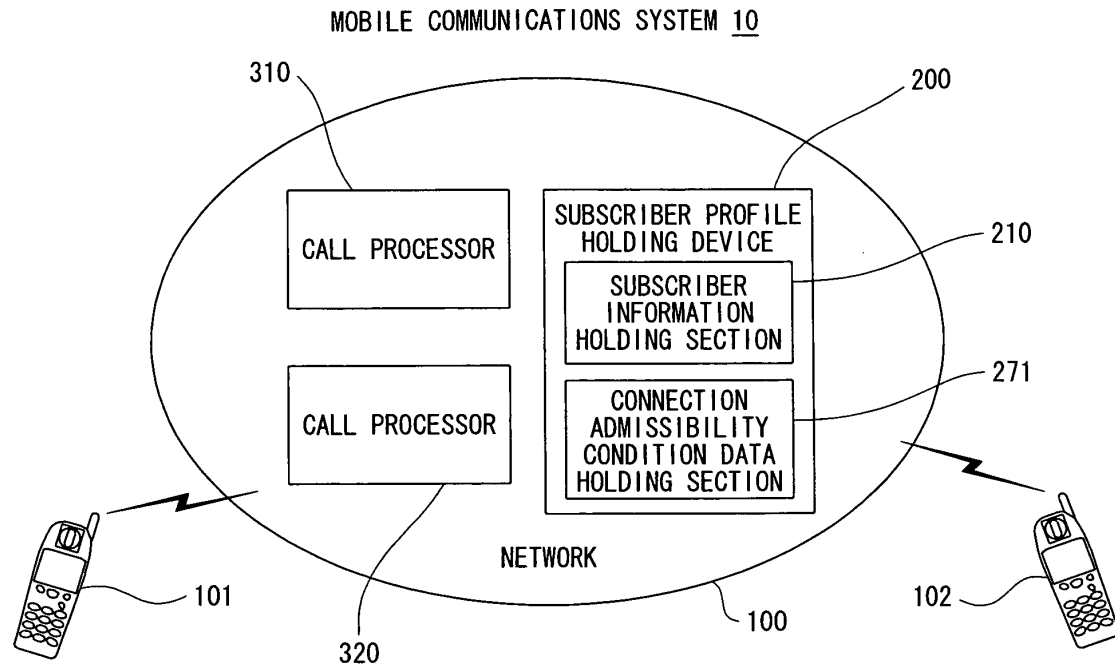 MOBILE COMMUNICATIONS SYSTEM 10
310
200
CALL PROCESSOR
SUBSCRIBER PROFILE
HOLDING DEVICE
210
SUBSCRIBER
INFORMATION
HOLDING SECTION
271
CALL PROCESSOR
CONNECTION
ADMISSIBILITY
CONDITION DATA
HOLDING SECTION
NETWORK
101
320
100
102